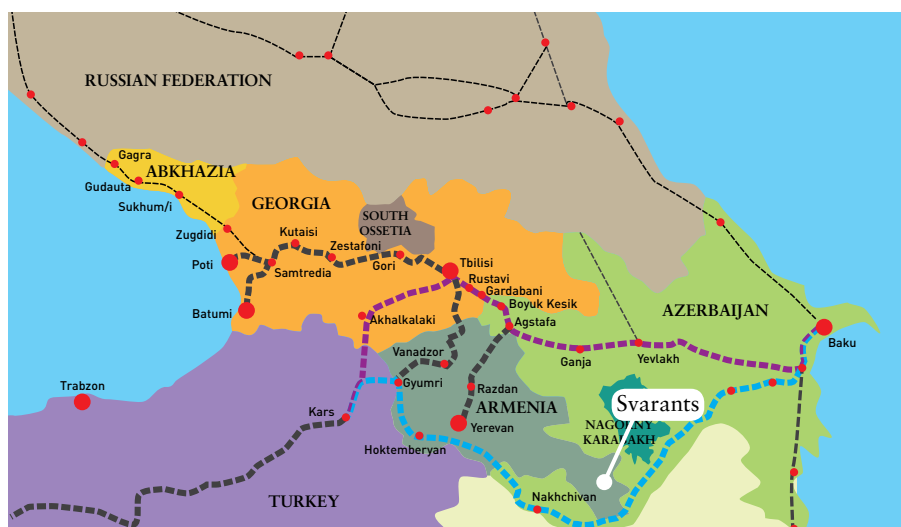 RUSSIAN FEDERATION
Gagra
ABKHAZIA
Gudauta
Sukhum/i
GEORGIA
SOUTH
OSSETIA
Zugdidi
Kutaisi
Zestafoni
Poti
Samtredia
Gori
Tbilisi
Rustavi
Gardabani
Boyuk Kesik
AZERBAIJAN
Batumi
Akhalkalaki
Agstafa
Baku
Vanadzor
Ganja
Yevlakh
Trabzon
Gyumri
Razdan
Svarants
Kars
ARMENIA
Yerevan
NAGORNY
KARABAKH
Hoktemberyan
TURKEY
Nakhchivan